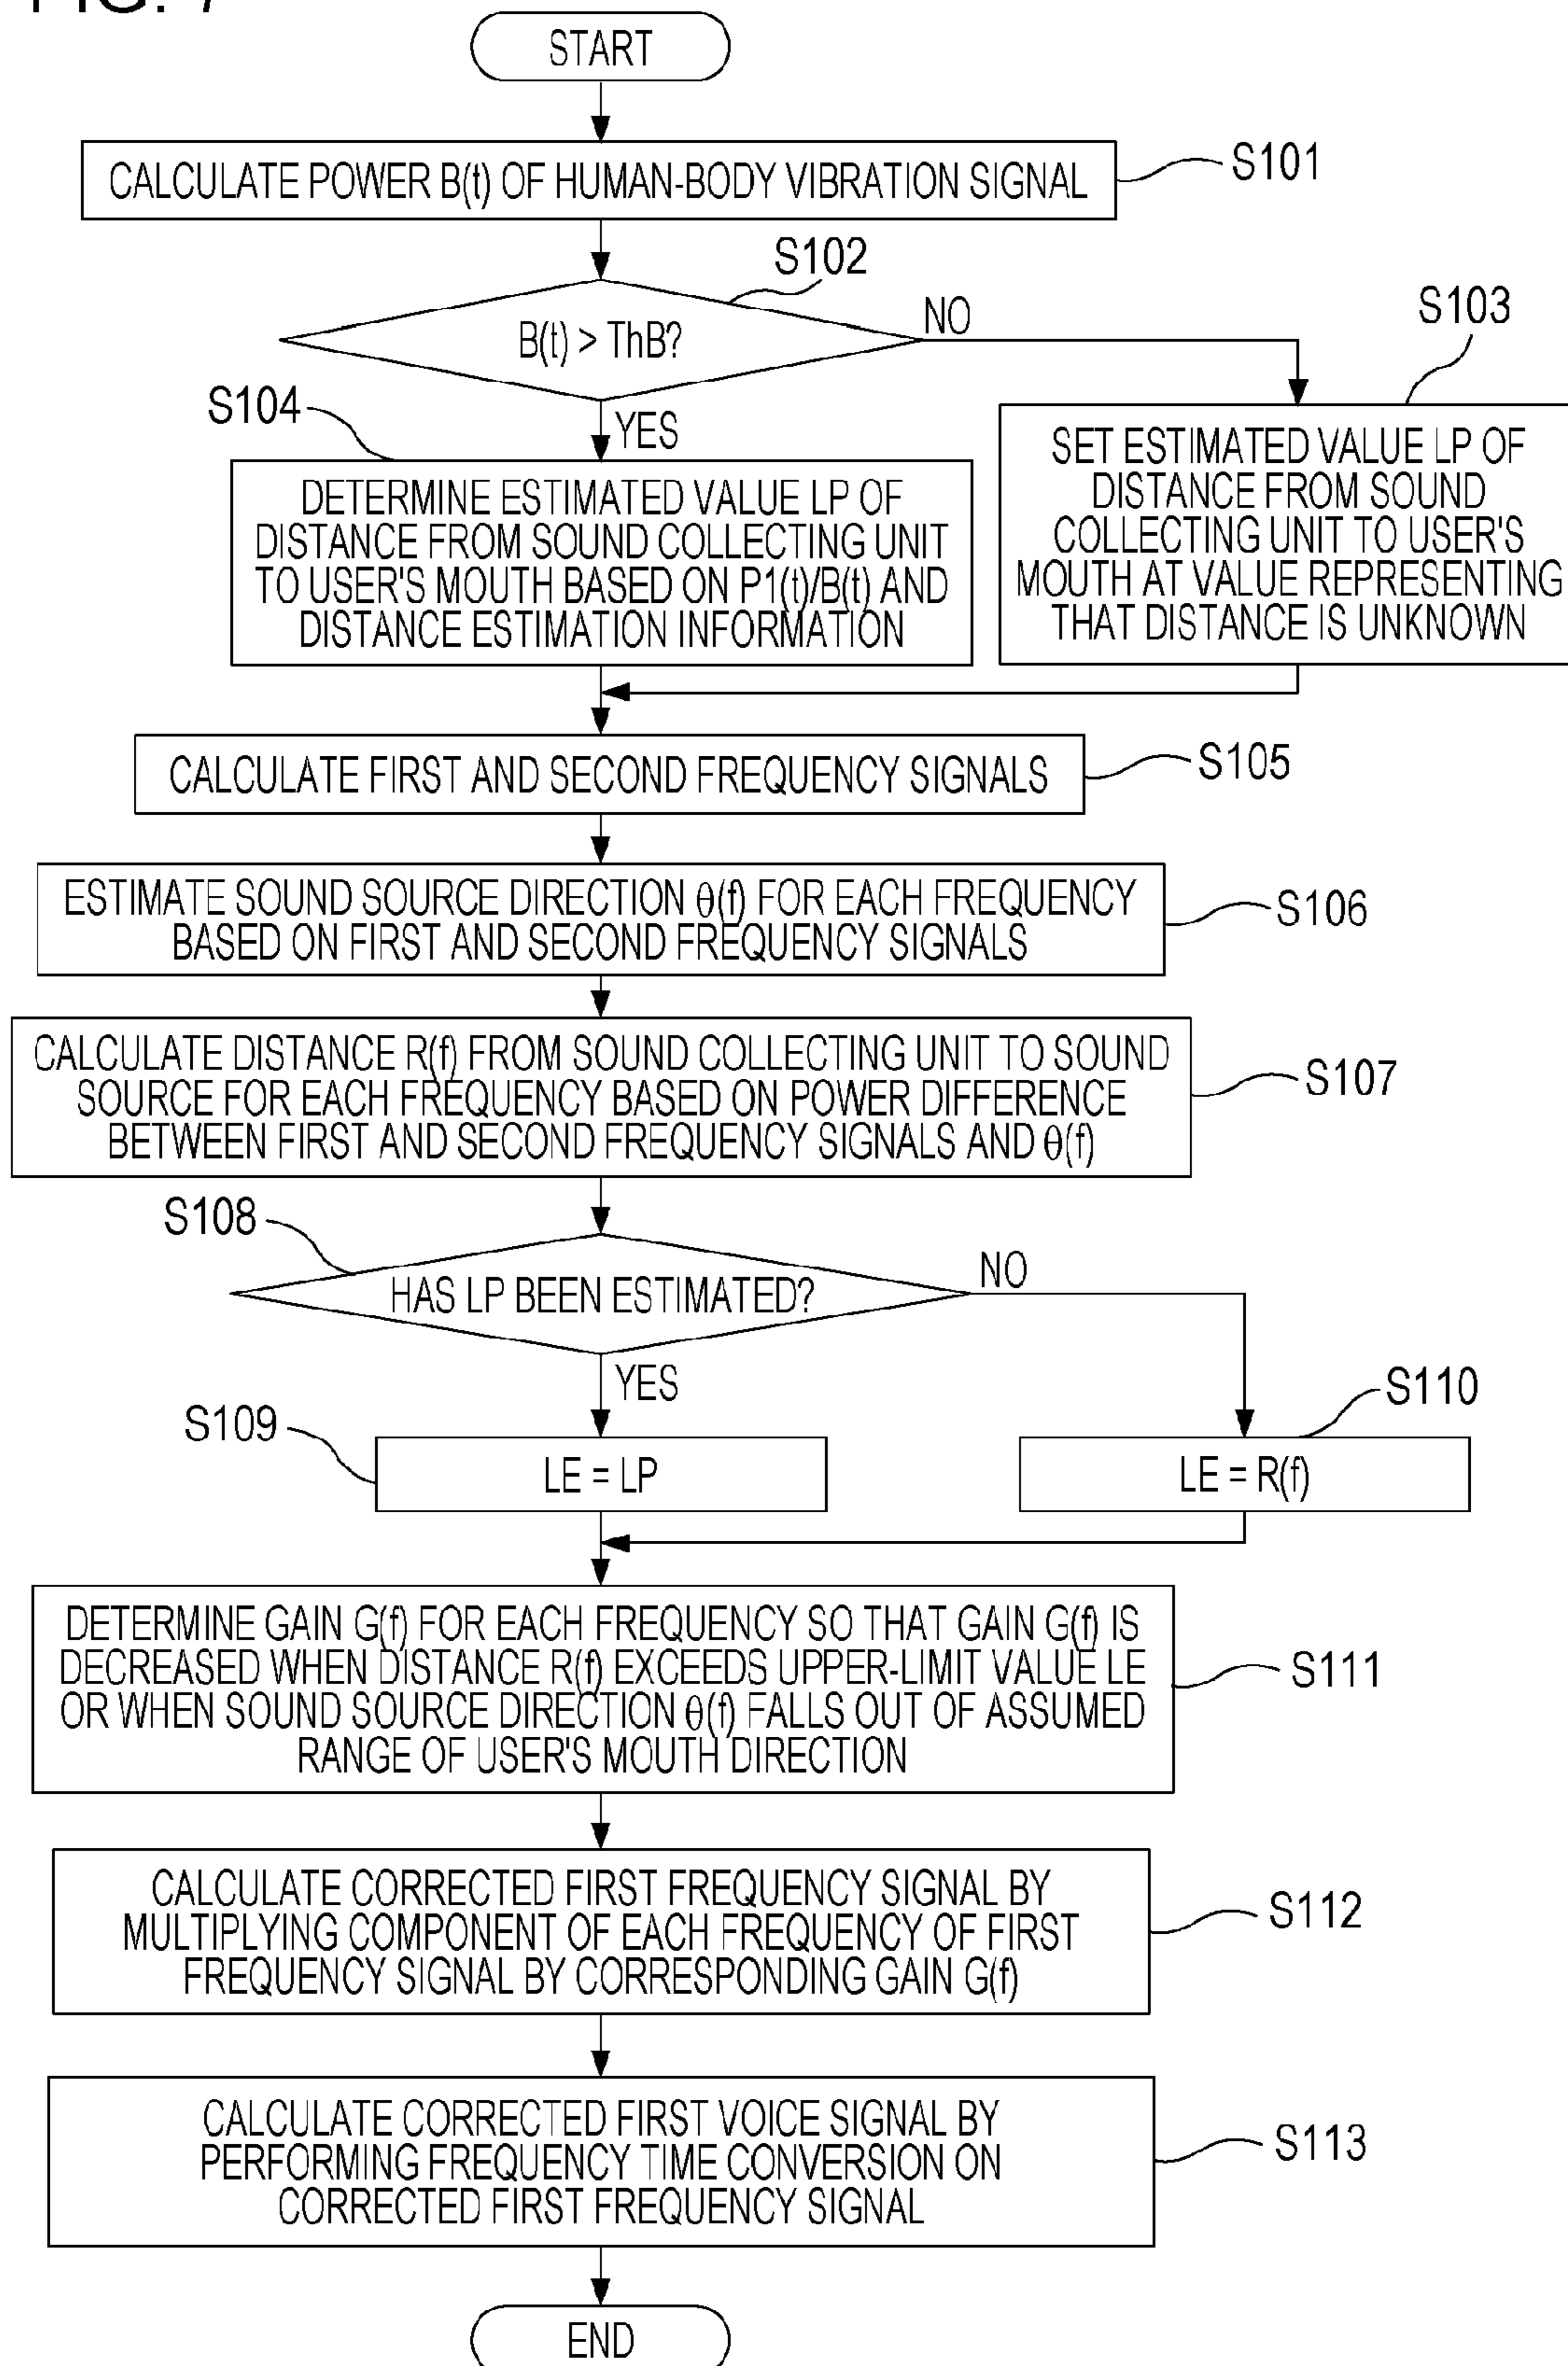 START
CALCULATE POWER B(t) OF HUMAN-BODY VIBRATION SIGNAL
S101
S102
B(t) > ThB?
NO
YES
S103
SET ESTIMATED VALUE LP OF
DISTANCE FROM SOUND
COLLECTING UNIT TO USER'S
MOUTH AT VALUE REPRESENTING
THAT DISTANCE IS UNKNOWN
S104
DETERMINE ESTIMATED VALUE LP OF
DISTANCE FROM SOUND COLLECTING UNIT
TO USER'S MOUTH BASED ON P1(t)/B(t) AND
DISTANCE ESTIMATION INFORMATION
CALCULATE FIRST AND SECOND FREQUENCY SIGNALS
S105
ESTIMATE SOUND SOURCE DIRECTION θ(f) FOR EACH FREQUENCY
BASED ON FIRST AND SECOND FREQUENCY SIGNALS
S106
CALCULATE DISTANCE R(f) FROM SOUND COLLECTING UNIT TO SOUND
SOURCE FOR EACH FREQUENCY BASED ON POWER DIFFERENCE
BETWEEN FIRST AND SECOND FREQUENCY SIGNALS AND θ(f)
S107
S108
HAS LP BEEN ESTIMATED?
NO
YES
S109
LE = LP
S110
LE = R(f)
DETERMINE GAIN G(f) FOR EACH FREQUENCY SO THAT GAIN G(f) IS
DECREASED WHEN DISTANCE R(f) EXCEEDS UPPER-LIMIT VALUE LE
OR WHEN SOUND SOURCE DIRECTION θ(f) FALLS OUT OF ASSUMED
RANGE OF USER'S MOUTH DIRECTION
S111
CALCULATE CORRECTED FIRST FREQUENCY SIGNAL BY
MULTIPLYING COMPONENT OF EACH FREQUENCY OF FIRST
FREQUENCY SIGNAL BY CORRESPONDING GAIN G(f)
S112
CALCULATE CORRECTED FIRST VOICE SIGNAL BY
PERFORMING FREQUENCY TIME CONVERSION ON
CORRECTED FIRST FREQUENCY SIGNAL
S113
END